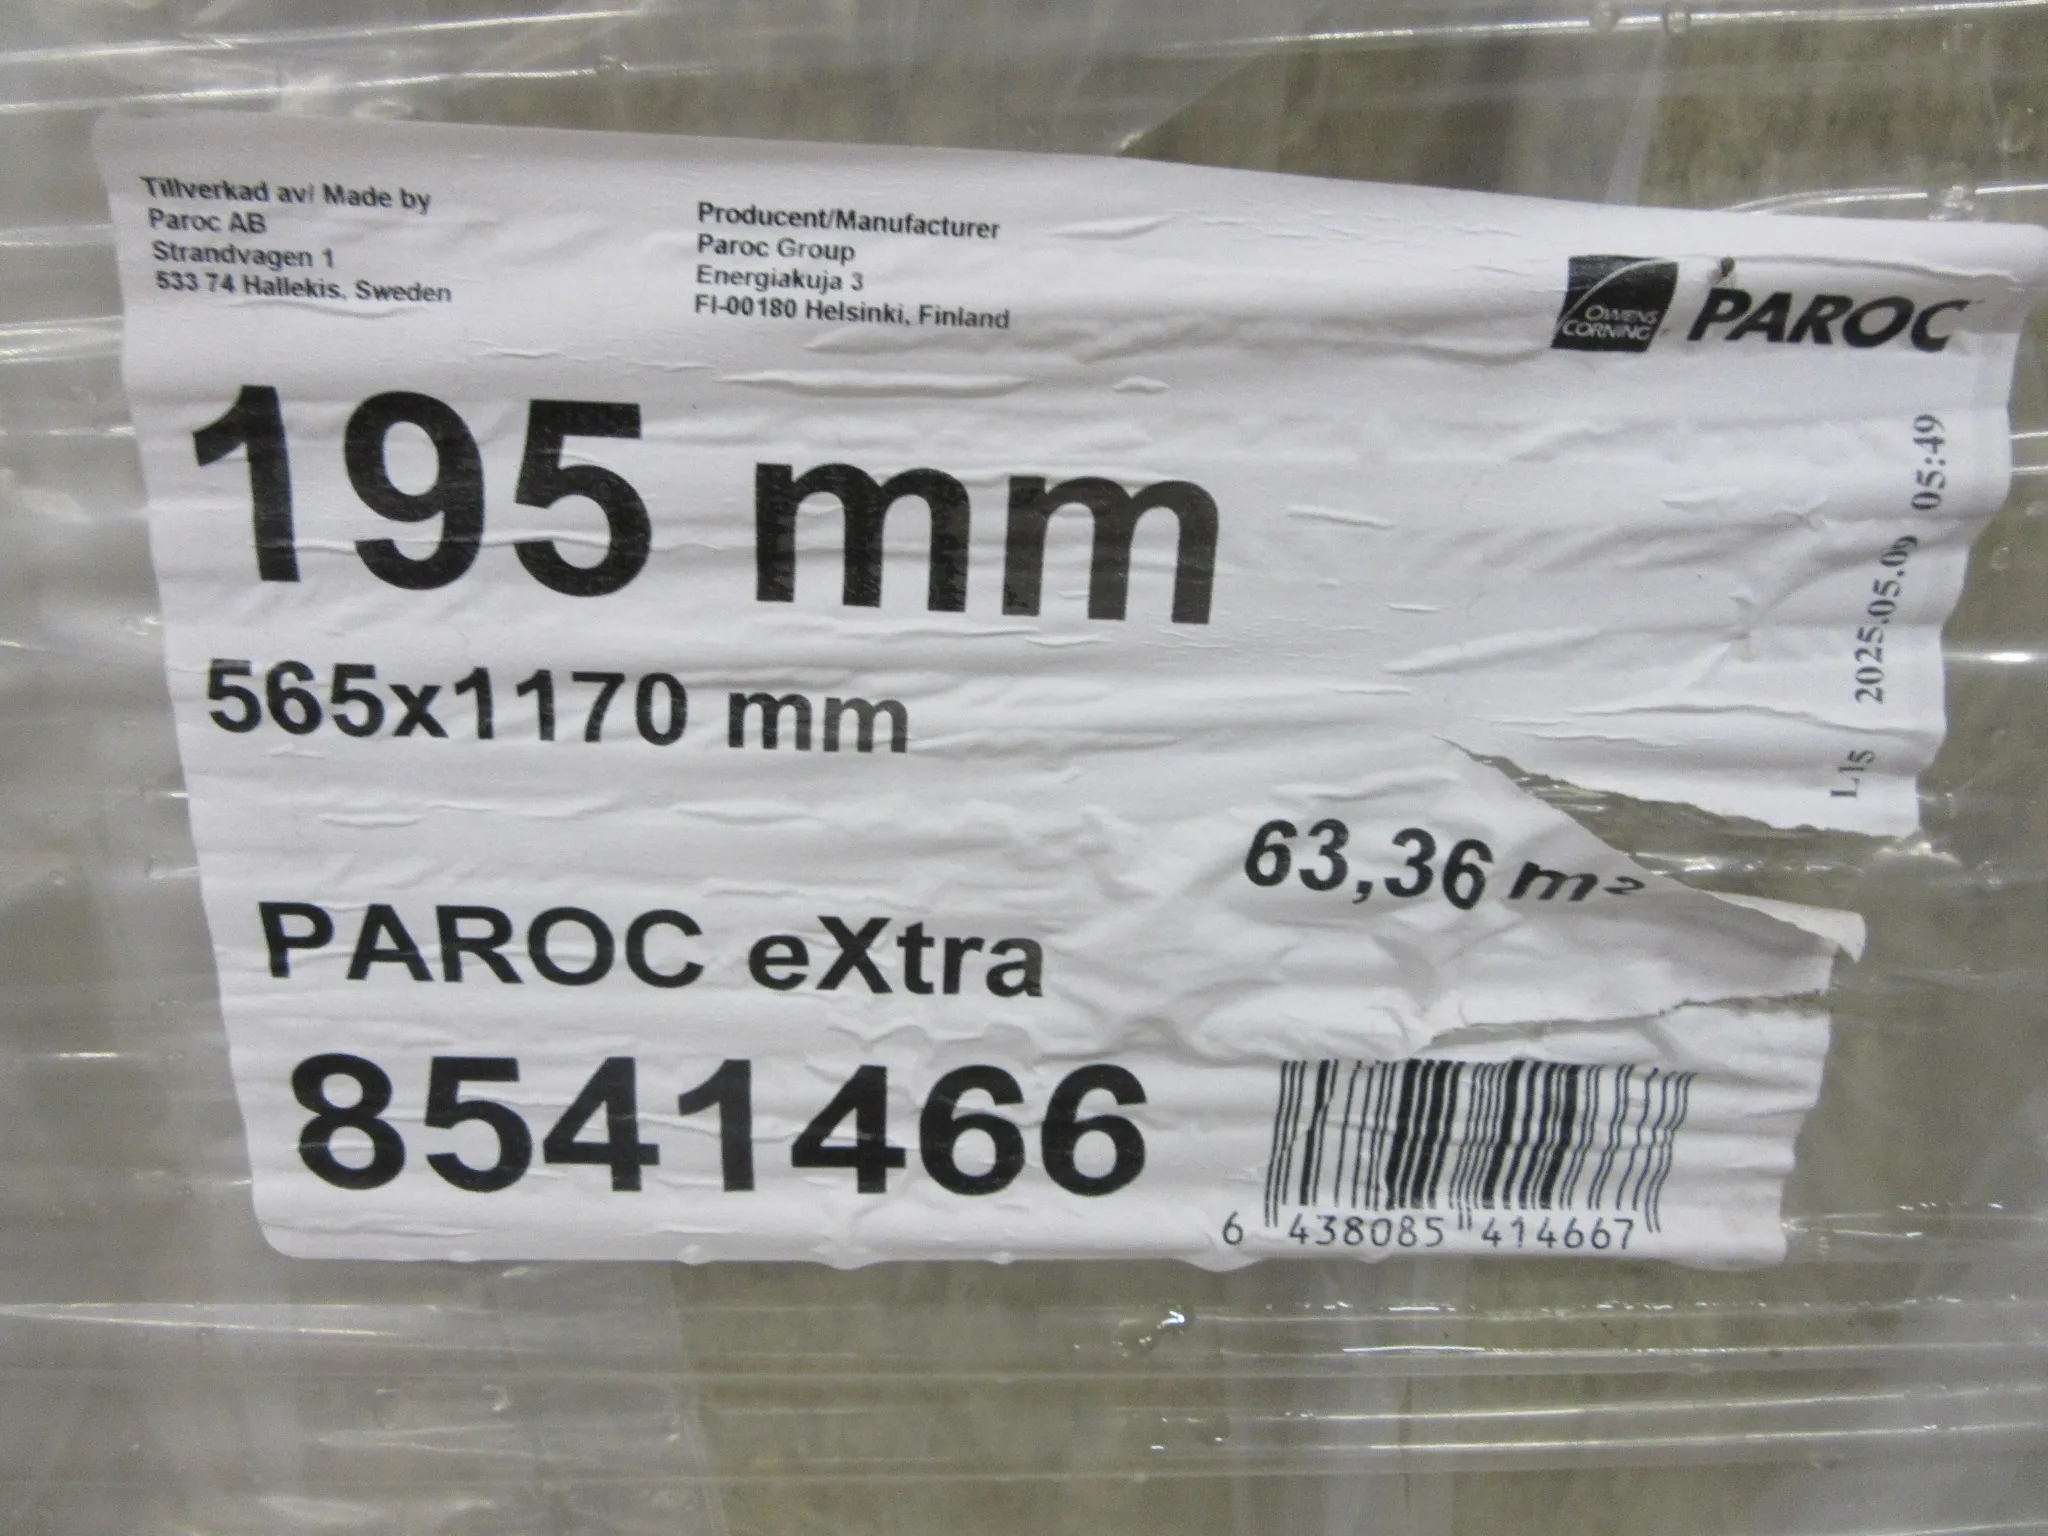 Tillverkad av/ Made by
Paroc AB
Strandvagen 1
533 74 Hallekis, Sweden
Producent/Manufacturer
Paroc Group
Energiakuja 3
FI-00180 Helsinki, Finland
OWENS
CORNING
PAROC
195 mm
565x1170 mm
L1s 2025.05.09 05:49
63,36 m²
PAROC eXtra
8541466
6 438085 414667